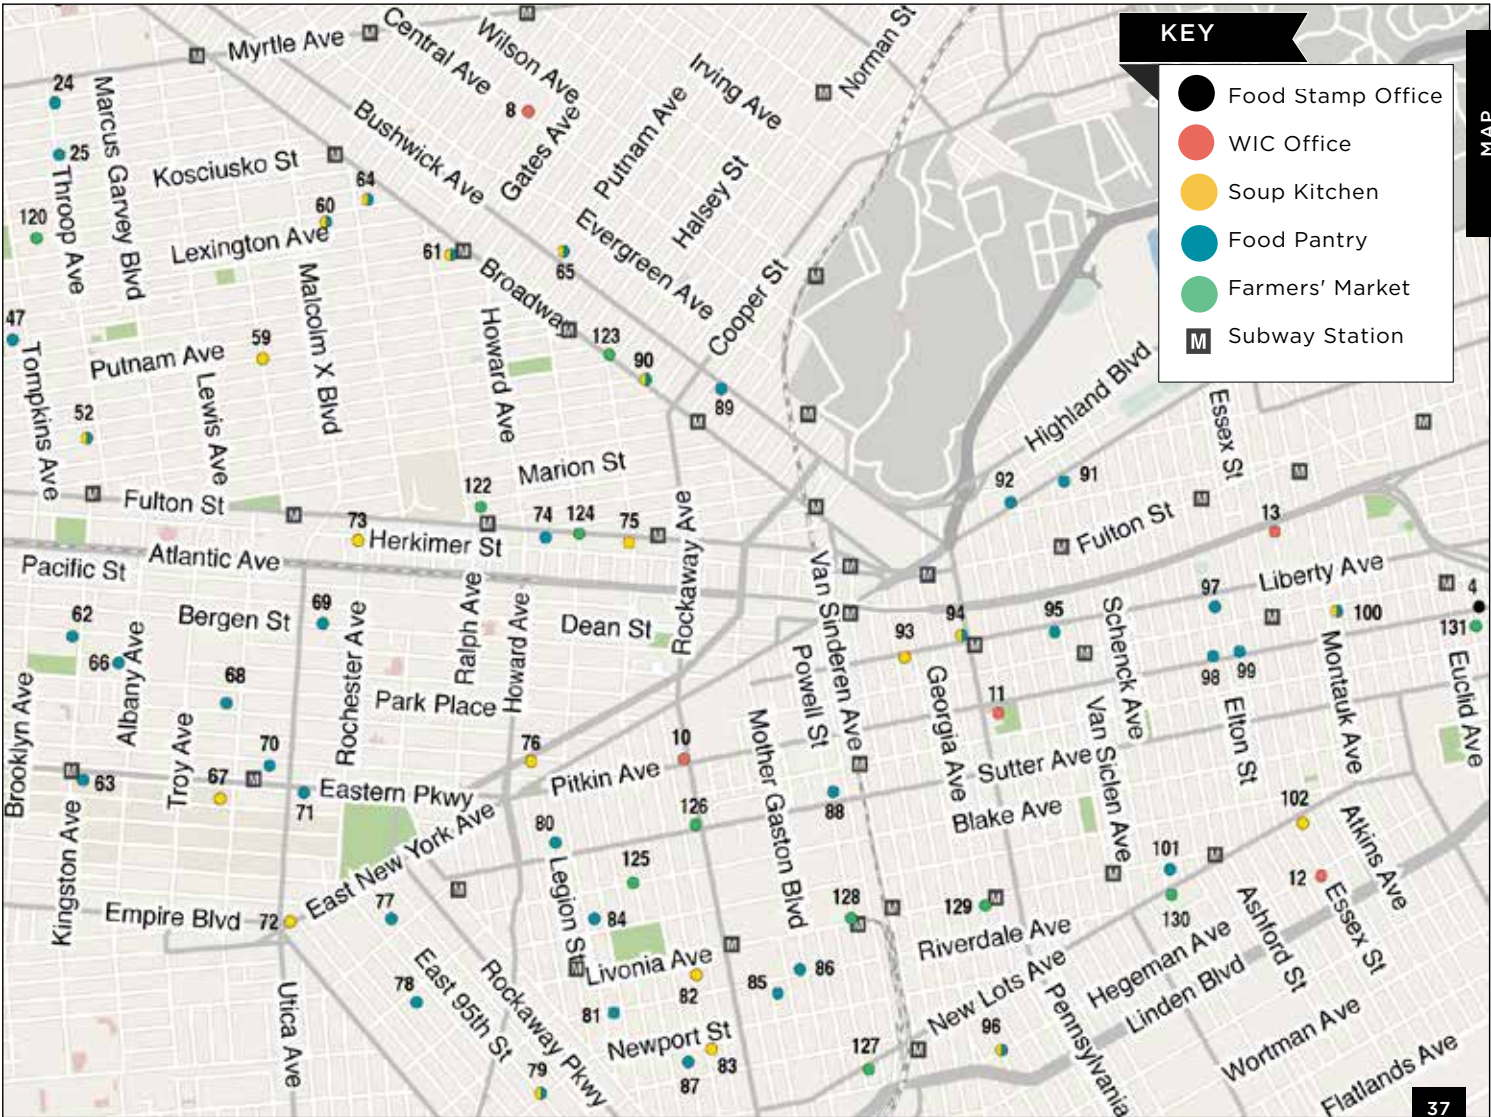 KEY
Food Stamp Office
WIC Office
Soup Kitchen
Food Pantry
Farmers' Market
M Subway Station
MAP
Myrtle Ave
Central Ave
Wilson Ave
Irving Ave
Norman St
24
Marcus Garvey Blvd
8
Gates Ave
Putnam Ave
Bushwick Ave
25
Throop Ave
Kosciusko St
64
60
Halsey St
120
Lexington Ave
61
65
Evergreen Ave
Cooper St
Malcolm X Blvd
Broadway
47
Tompkins Ave
Putnam Ave
59
Lewis Ave
Howard Ave
123
90
89
Highland Blvd
52
Essex St
Marion St
92
91
122
Fulton St
73
Herkimer St
74
124
75
Rockaway Ave
Fulton St
13
Atlantic Ave
Pacific St
Van Sinderen Ave
Liberty Ave
62
Bergen St
69
Rochester Ave
Ralph Ave
Howard Ave
Dean St
94
93
95
Schenck Ave
97
100
4
131
66
Albany Ave
68
Park Place
Powell St
Georgia Ave
11
98
99
Montauk Ave
Euclid Ave
Brooklyn Ave
Troy Ave
70
76
10
Mother Gaston Blvd
Van Siclen Ave
Elton St
63
67
71
Eastern Pkwy
Pitkin Ave
88
Sutter Ave
Kingston Ave
126
Blake Ave
102
Atkins Ave
East New York Ave
80
Legion St
125
101
12
Essex St
Empire Blvd
72
77
84
128
129
130
Ashford St
Riverdale Ave
Livonia Ave
82
86
85
New Lots Ave
Hegeman Ave
Linden Blvd
78
East 95th St
Rockaway Pkwy
81
Utica Ave
Newport St
83
87
127
96
Pennsylvania
Wortman Ave
79
Flatlands Ave
37